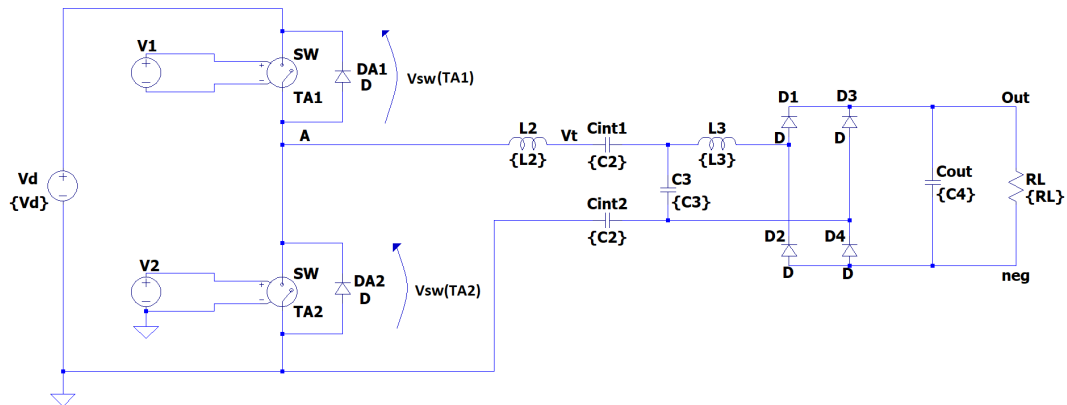 V1
SW
TA1
DA1
D
Vsw(TA1)
A
L2
{L2}
Vt
Cint1
{C2}
L3
{L3}
D1
D
D3
D
Out
Vd
{Vd}
C3
{C3}
Cout
{C4}
RL
{RL}
Cint2
{C2}
D2
D
D4
D
neg
V2
SW
TA2
DA2
D
Vsw(TA2)